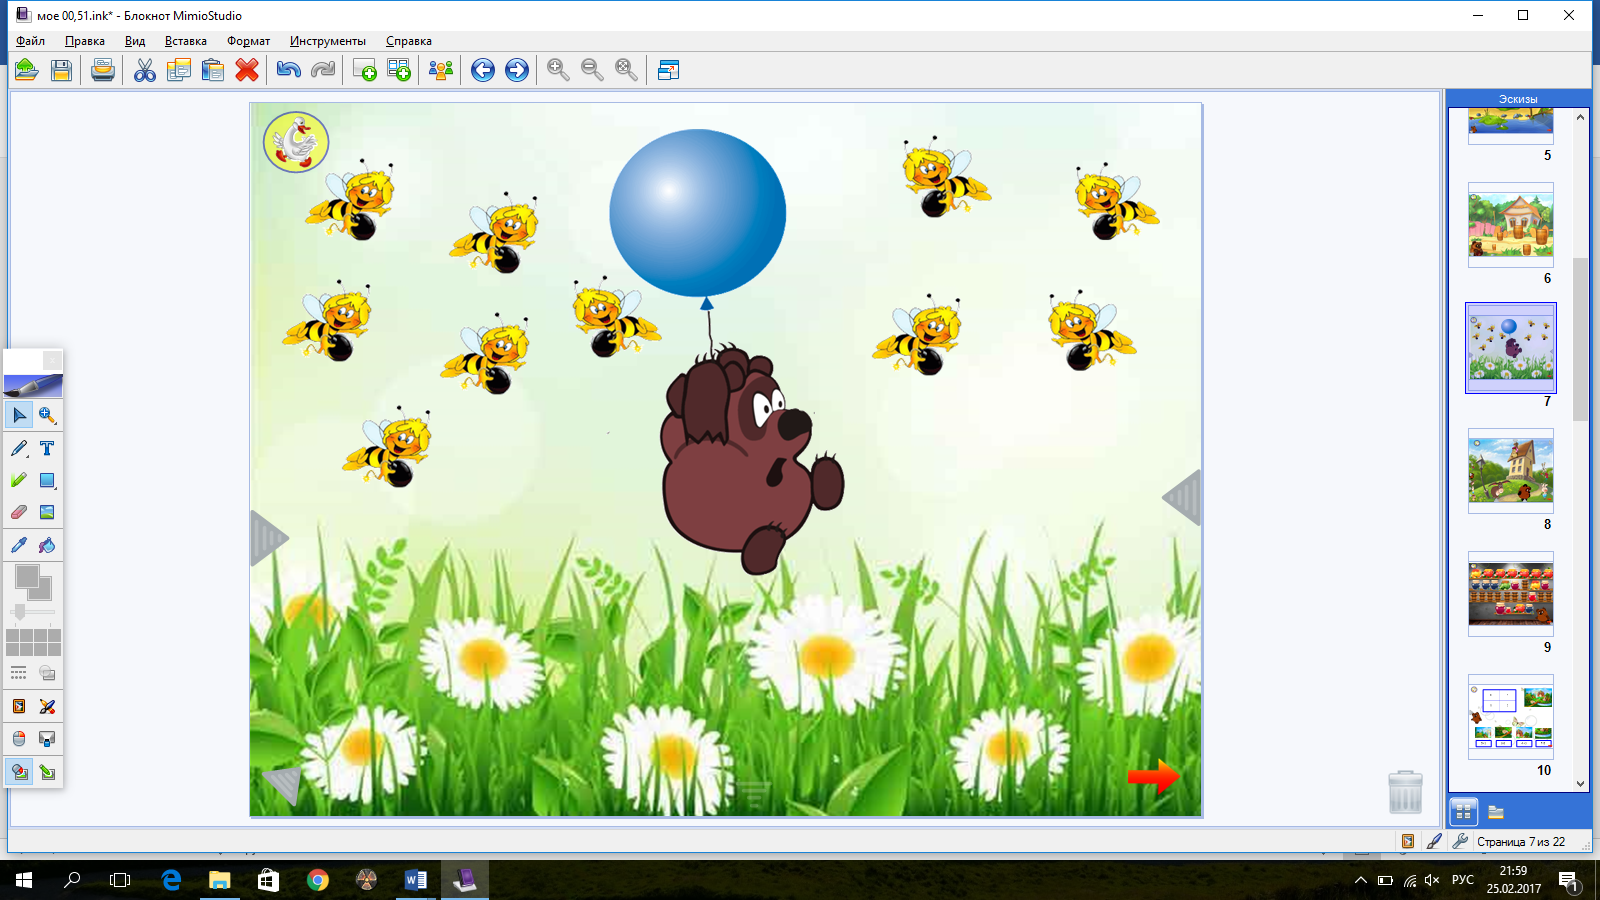 мое 00,51.ink* - Блокнот MimioStudio
Файл Правка Вид Вставка Формат Инструменты Справка
Эскизы
5
6
7
8
9
10
Страница 7 из 22
РУС
21:59
25.02.2017
1